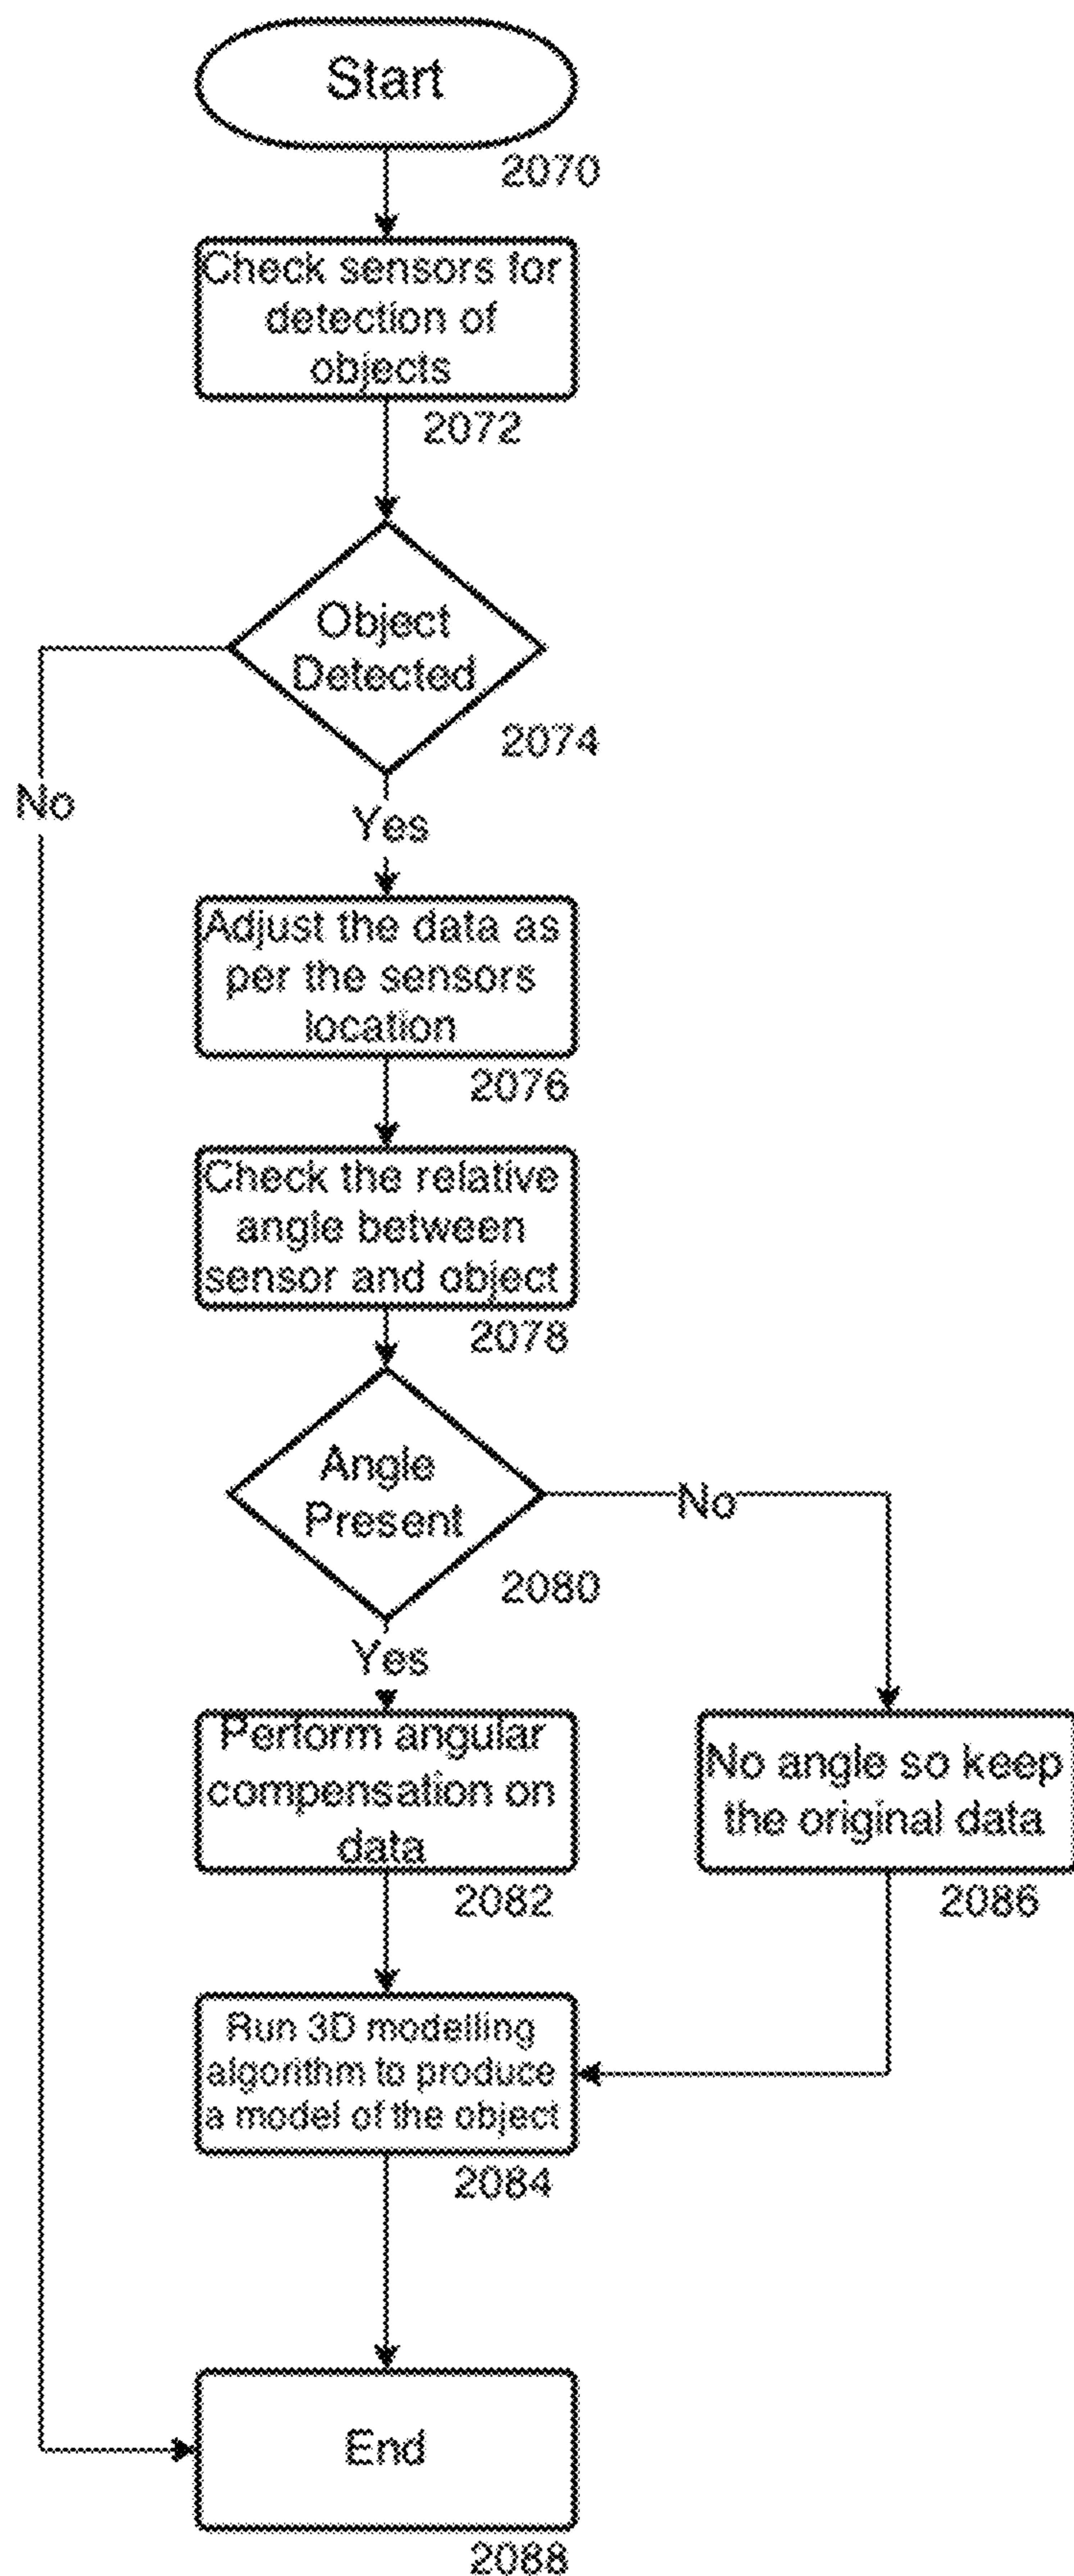 Start
2070
Check sensors for
detection of
objects
2072
Object
Detected
2074
No
Yes
Adjust the data as
per the sensors
location
2076
Check the relative
angle between
sensor and object
2078
Angle
Present
No
2080
Yes
Perform angular
compensation on
data
2082
No angle so keep
the original data
2086
Run 3D modelling
algorithm to produce
a model of the object
2084
End
2088